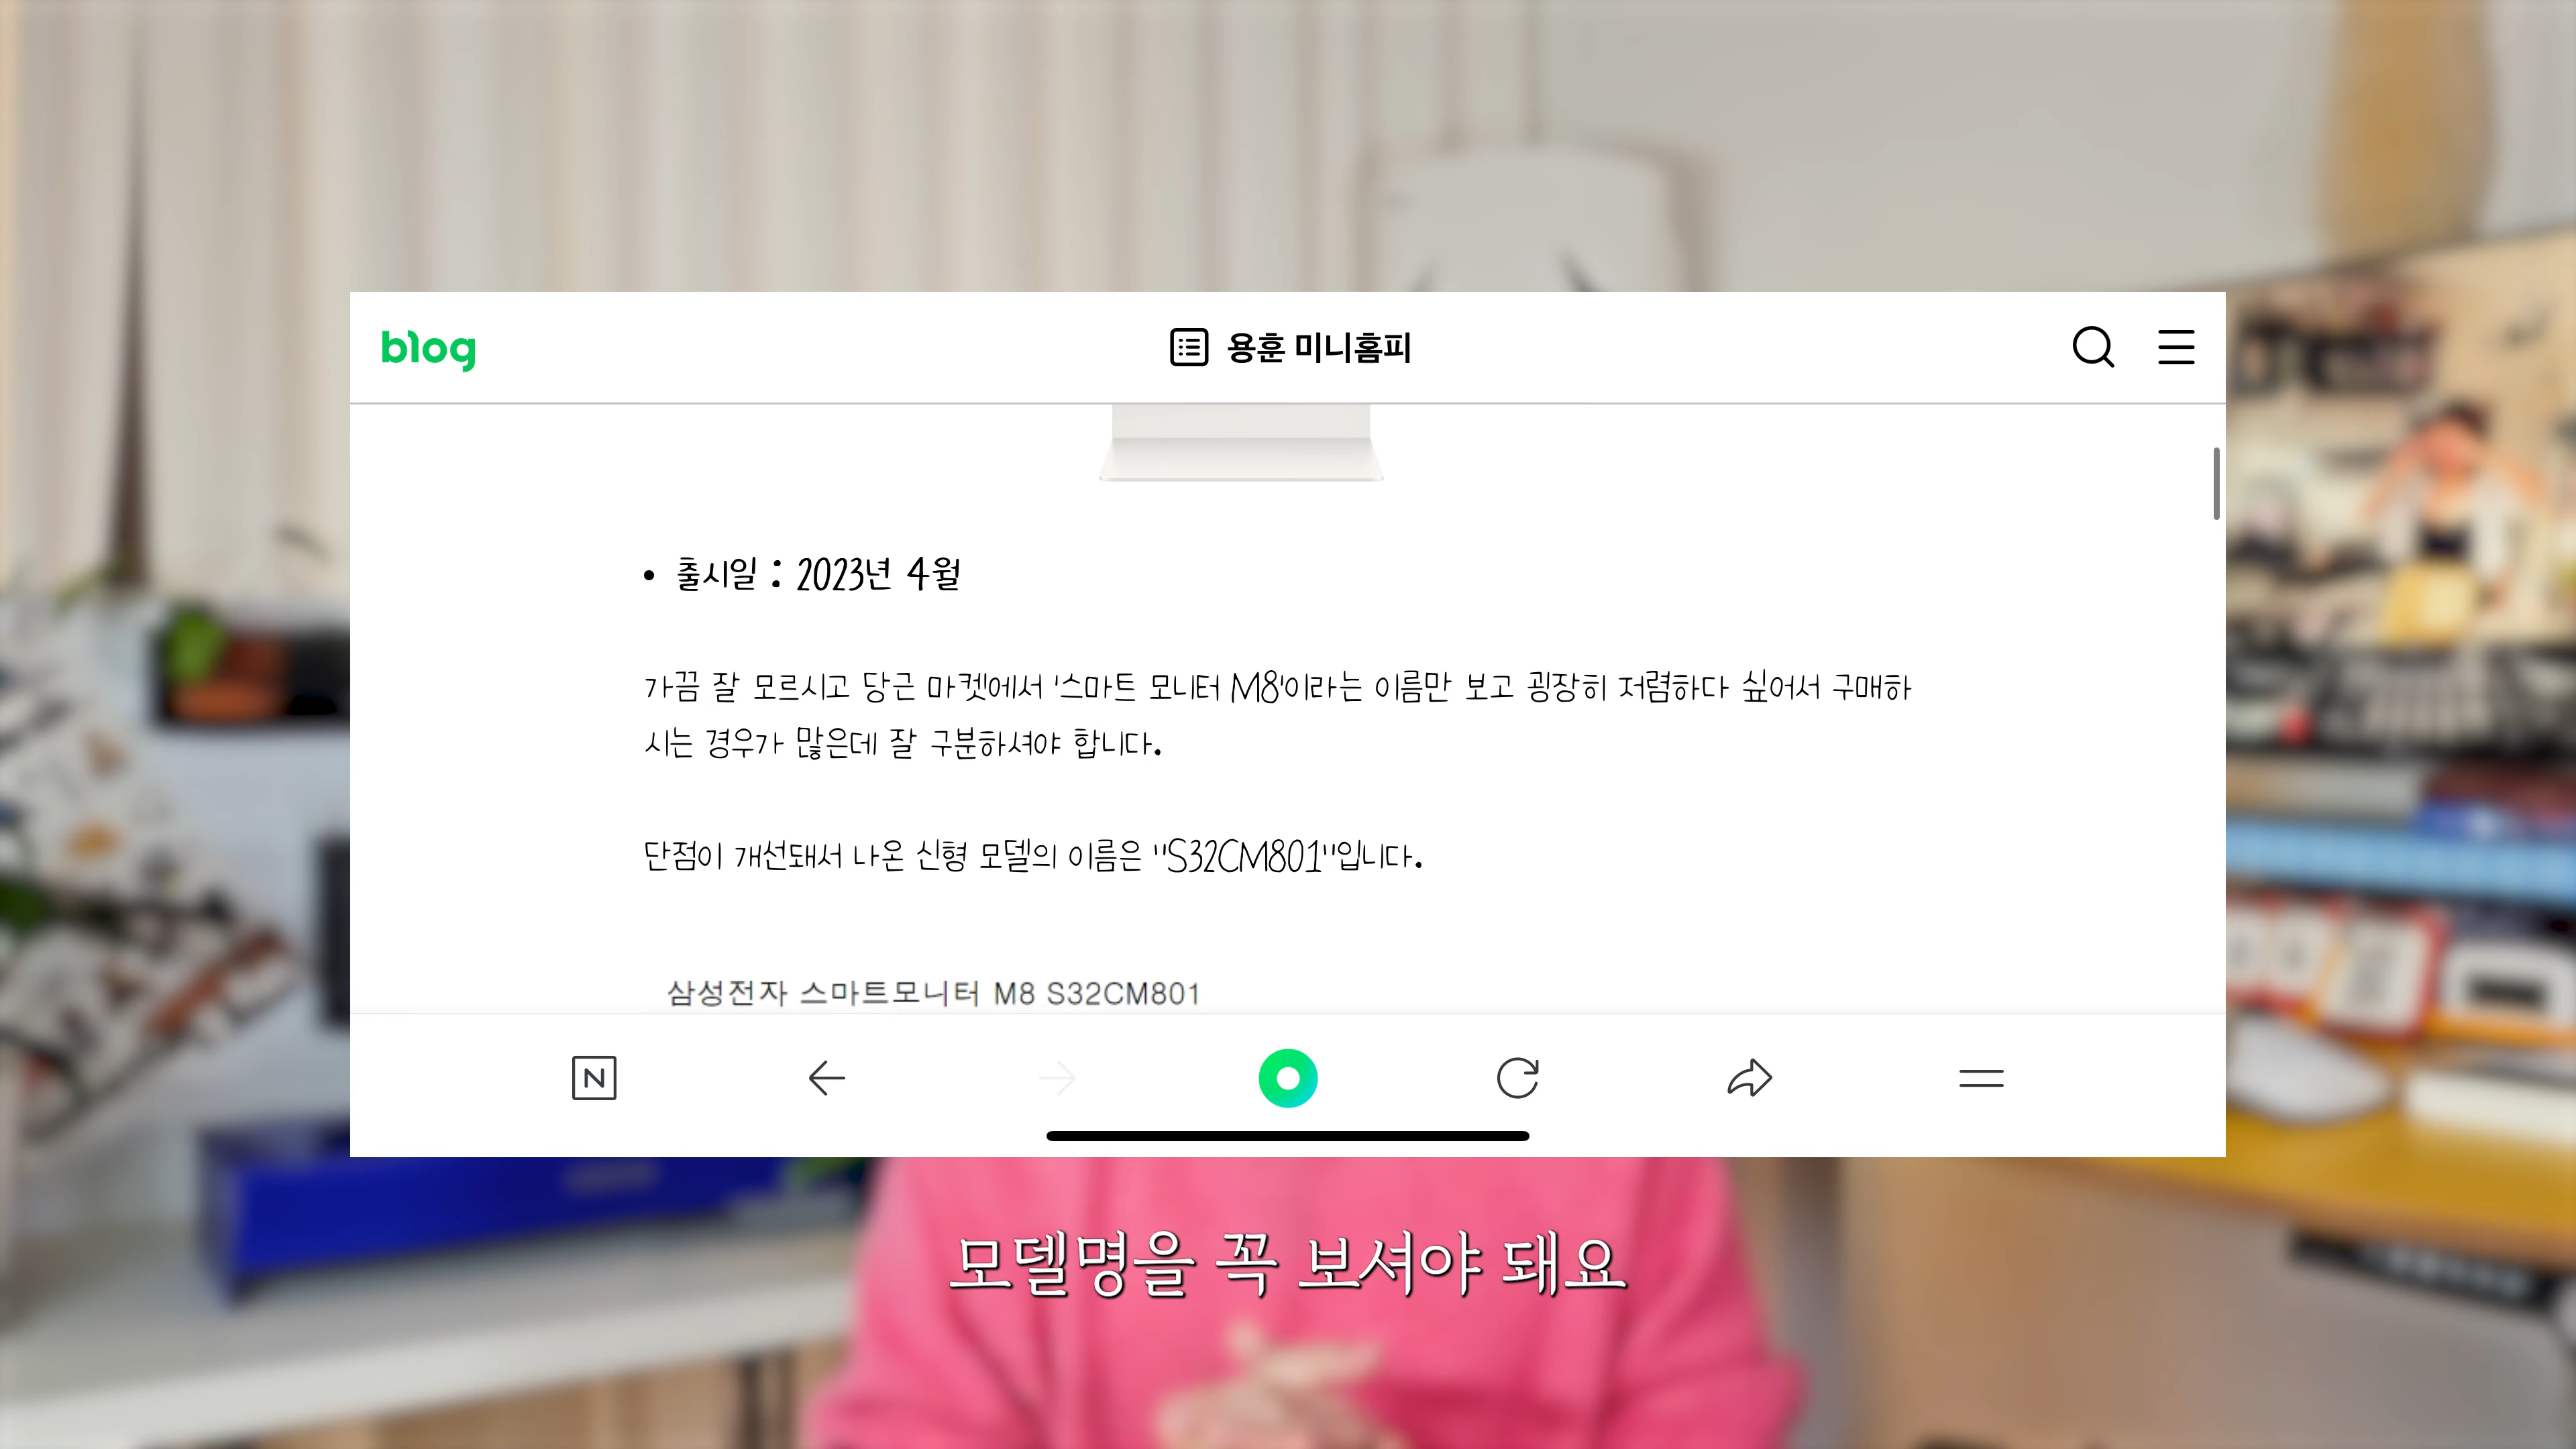 blog
용훈 미니홈피
• 출시일 : 2023년 4월
가끔 잘 모르시고 당근 마켓에서 '스마트 모니터 M8'이라는 이름만 보고 굉장히 저렴하다 싶어서 구매하
시는 경우가 많은데 잘 구분하셔야 합니다.
단점이 개선돼서 나온 신형 모델의 이름은 "S32CM801"입니다.
삼성전자 스마트모니터 M8 S32CM801
N
모델명을 꼭 보셔야 돼요